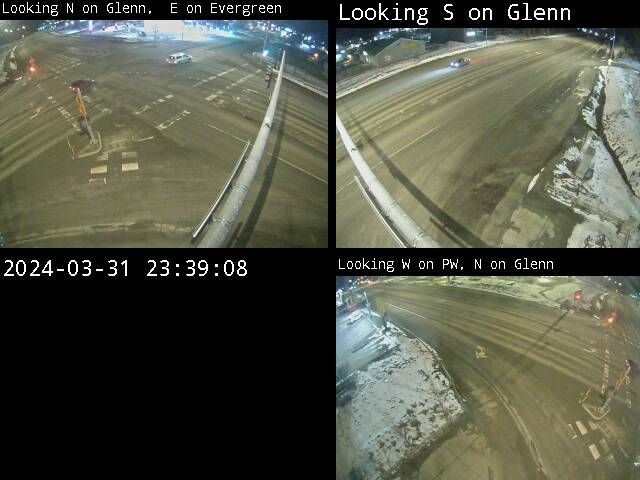 Looking N on Glenn, E on Evergreen
Looking S on Glenn
2024-03-31 23:39:08
Looking W on PW, N on Glenn